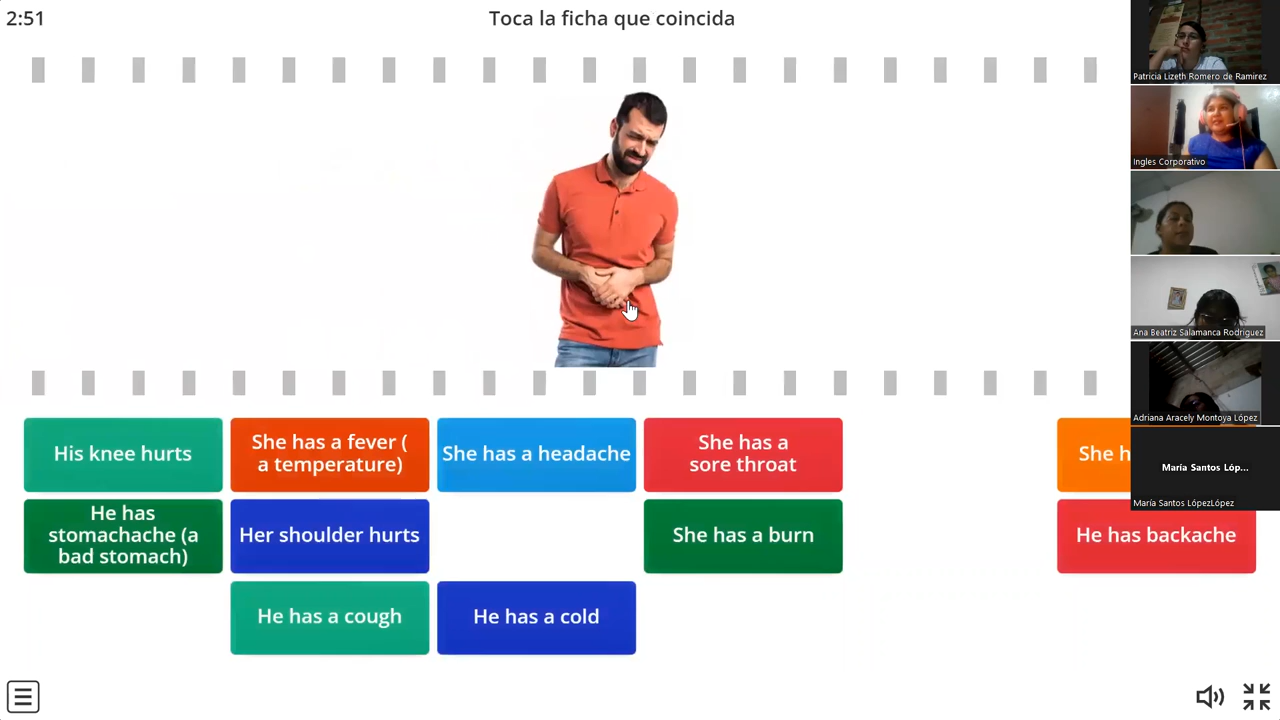 2:51
Toca la ficha que coincida
Patricia Lizeth Romero de Ramirez
Ingles Corporativo
Ana Beatriz Salamanca Rodriguez
Adriana Aracely Montoya López
María Santos Lóp...
María Santos LópezLópez
His knee hurts
She has a fever (
a temperature)
She has a headache
She has a
sore throat
She h
He has
stomachache (a
bad stomach)
Her shoulder hurts
She has a burn
He has backache
He has a cough
He has a cold